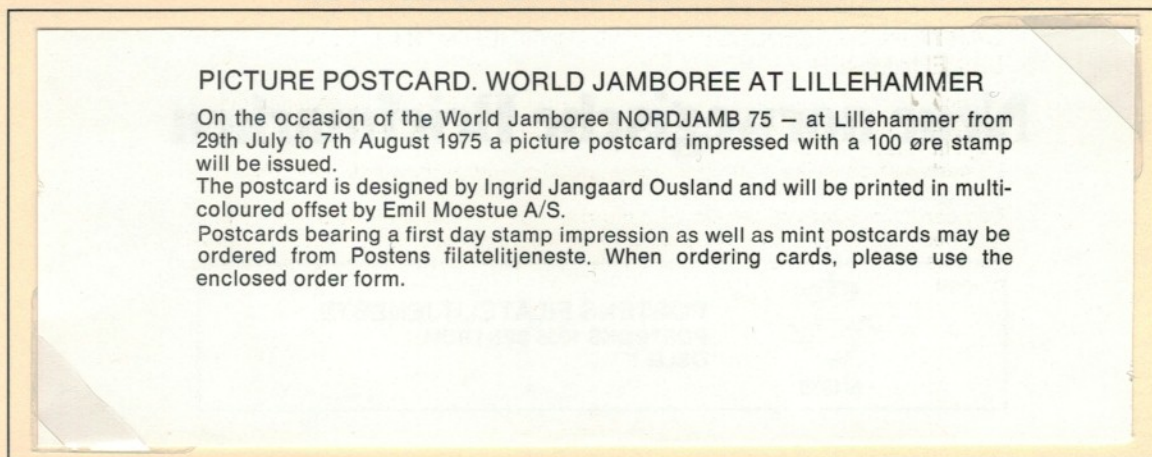 PICTURE POSTCARD. WORLD JAMBOREE AT LILLEHAMMER
On the occasion of the World Jamboree NORDJAMB 75 – at Lillehammer from
29th July to 7th August 1975 a picture postcard impressed with a 100 øre stamp
will be issued.
The postcard is designed by Ingrid Jangaard Ousland and will be printed in multi-
coloured offset by Emil Moestue A/S.
Postcards bearing a first day stamp impression as well as mint postcards may be
ordered from Postens filatelitjeneste. When ordering cards, please use the
enclosed order form.